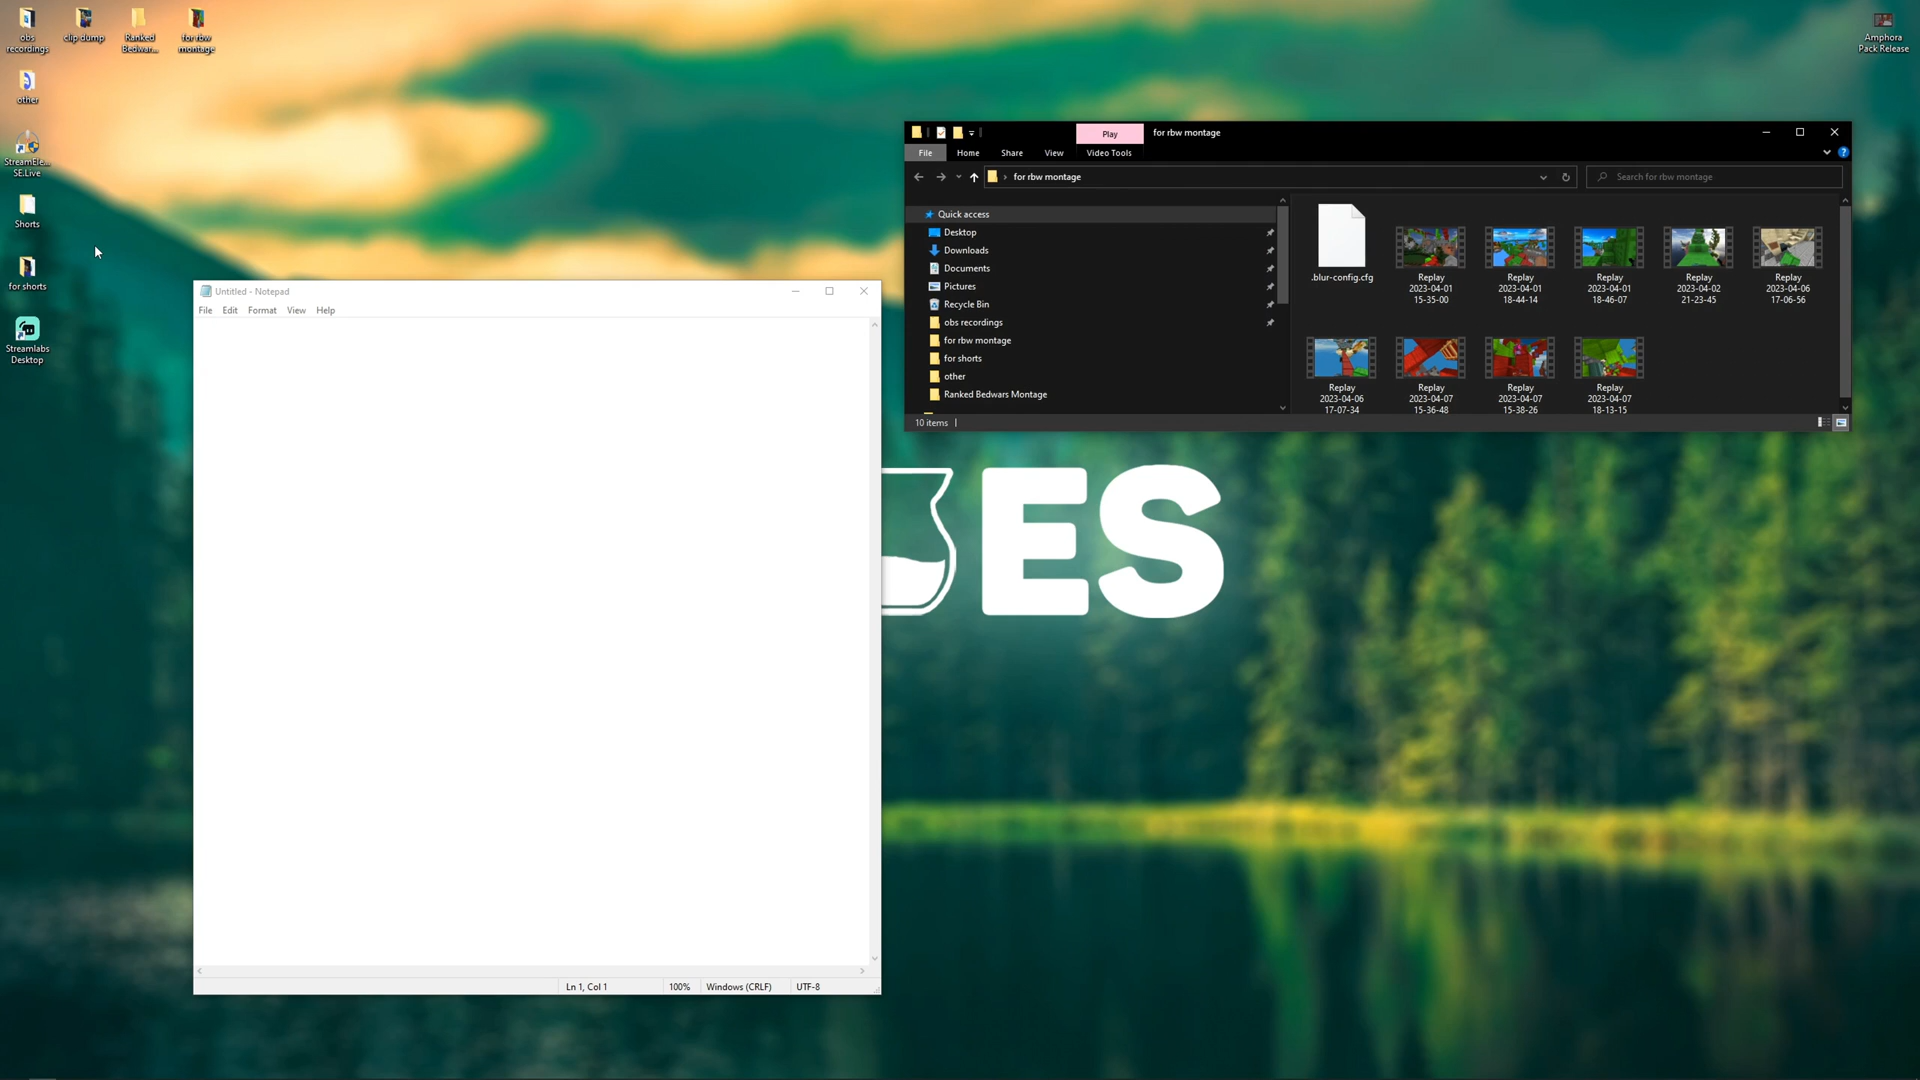 obs
recordings
clip dump
Ranked
Bedwar...
for rbw
montage
Amphora
Pack Release
other
StreamEle...
SE.Live
Shorts
for shorts
Streamlabs
Desktop
Untitled - Notepad
File Edit Format View Help
Ln 1, Col 1 100% Windows (CRLF) UTF-8
Play for rbw montage
File Home Share View Video Tools
for rbw montage Search for rbw montage
Quick access
Desktop
Downloads
Documents
Pictures
Recycle Bin
obs recordings
for rbw montage
for shorts
other
Ranked Bedwars Montage
.blur-config.cfg
Replay
2023-04-01
15-35-00
Replay
2023-04-01
18-44-14
Replay
2023-04-01
18-46-07
Replay
2023-04-02
21-23-45
Replay
2023-04-06
17-06-56
Replay
2023-04-06
17-07-34
Replay
2023-04-07
15-36-48
Replay
2023-04-07
15-38-26
Replay
2023-04-07
18-13-15
10 items
ES